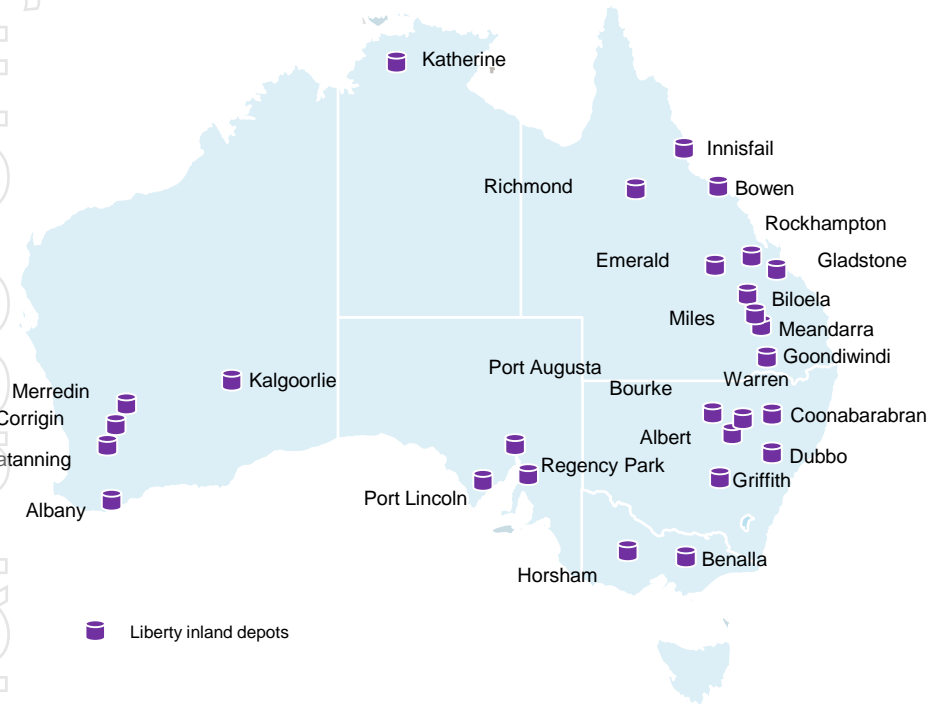 Katherine
Innisfail
Richmond
Bowen
Rockhampton
Emerald
Gladstone
Biloela
Miles
Meandarra
Goondiwindi
Port Augusta
Warren
Kalgoorlie
Bourke
Merredin
Corrigin
Coonabarabran
Albert
Dubbo
atanning
Regency Park
Griffith
Port Lincoln
Albany
Benalla
Horsham
Liberty inland depots